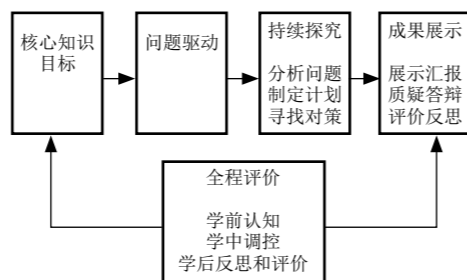 核心知识
目标
问题驱动
持续探究
分析问题
制定计划
寻找对策
成果展示
展示汇报
质疑答辩
评价反思
全程评价
学前认知
学中调控
学后反思和评价